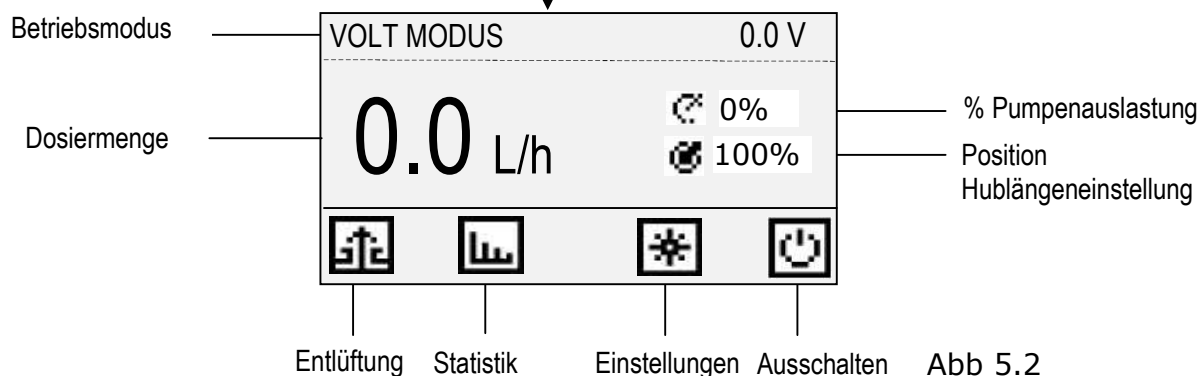 Betriebsmodus
VOLT MODUS 0.0 V
Dosiermenge
0.0 L/h
0%
100%
% Pumpenauslastung
Position
Hublängeneinstellung
Entlüftung Statistik Einstellungen Ausschalten Abb 5.2